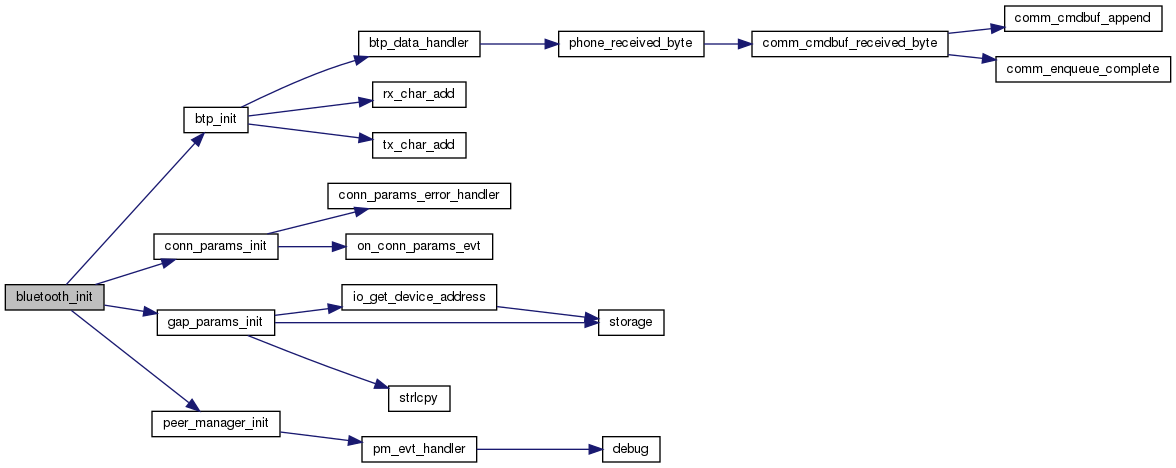 comm_cmdbuf_append
btp_data_handler
phone_received_byte
comm_cmdbuf_received_byte
comm_enqueue_complete
rx_char_add
btp_init
tx_char_add
conn_params_error_handler
conn_params_init
on_conn_params_evt
bluetooth_init
io_get_device_address
gap_params_init
storage
strlcpy
peer_manager_init
pm_evt_handler
debug